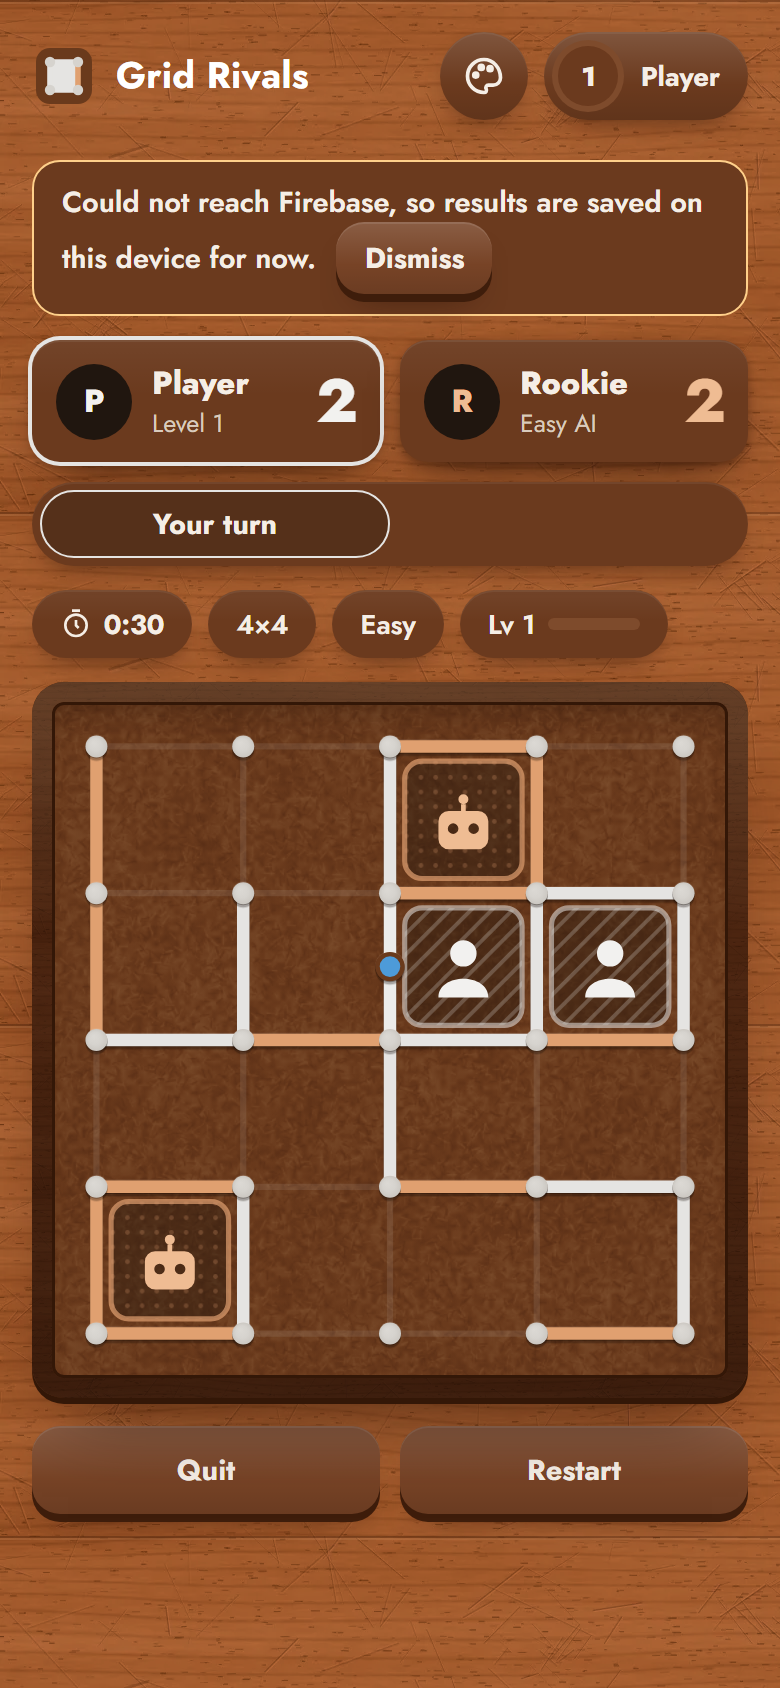 Grid Rivals
1 Player
Could not reach Firebase, so results are saved on
this device for now. Dismiss
P Player 2
Level 1
R Rookie 2
Easy AI
Your turn
0:30 4×4 Easy Lv 1
Quit Restart